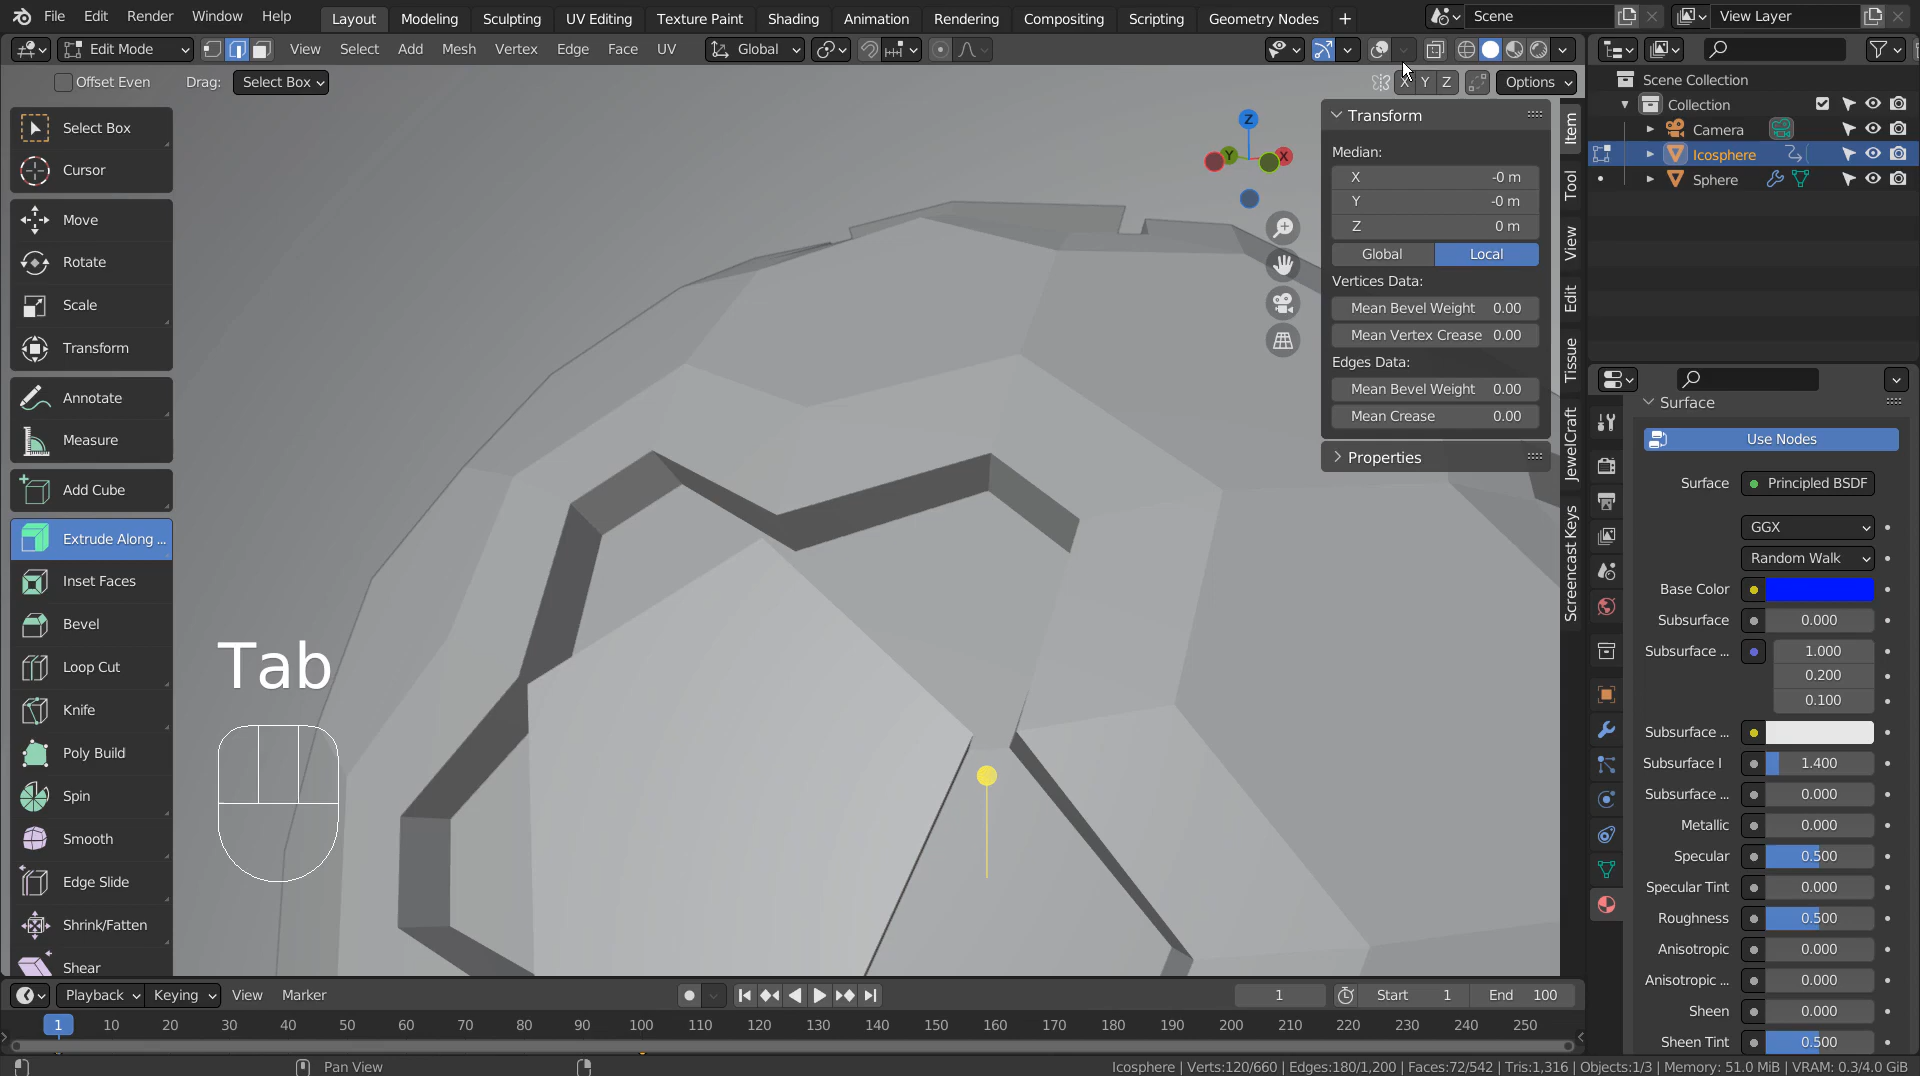 File Edit Render Window Help Layout Modeling Sculpting UV Editing Texture Paint Shading Animation Rendering Compositing Scripting Geometry Nodes + Scene View Layer
Edit Mode View Select Add Mesh Vertex Edge Face UV Global
Offset Even Drag: Select Box X Y Z Options
Select Box
Cursor
Move
Rotate
Scale
Transform
Annotate
Measure
Add Cube
Extrude Along ...
Inset Faces
Bevel
Loop Cut
Knife
Poly Build
Spin
Smooth
Edge Slide
Shrink/Fatten
Shear
Tab
Z
Y
X
Transform
Median:
X -0 m
Y -0 m
Z 0 m
Global Local
Vertices Data:
Mean Bevel Weight 0.00
Mean Vertex Crease 0.00
Edges Data:
Mean Bevel Weight 0.00
Mean Crease 0.00
Properties
Item
Tool
View
Edit
Tissue
JewelCraft
Screencast Keys
Scene Collection
Collection
Camera
Icosphere
Sphere
Surface
Use Nodes
Surface Principled BSDF
GGX
Random Walk
Base Color
Subsurface 0.000
Subsurface ... 1.000
0.200
0.100
Subsurface ...
Subsurface I 1.400
Subsurface ... 0.000
Metallic 0.000
Specular 0.500
Specular Tint 0.000
Roughness 0.500
Anisotropic 0.000
Anisotropic ... 0.000
Sheen 0.000
Sheen Tint 0.500
Playback Keying View Marker 1 Start 1 End 100
1 10 20 30 40 50 60 70 80 90 100 110 120 130 140 150 160 170 180 190 200 210 220 230 240 250
Pan View Icosphere | Verts:120/660 | Edges:180/1,200 | Faces:72/542 | Tris:1,316 | Objects:1/3 | Memory: 51.0 MiB | VRAM: 0.3/4.0 GiB